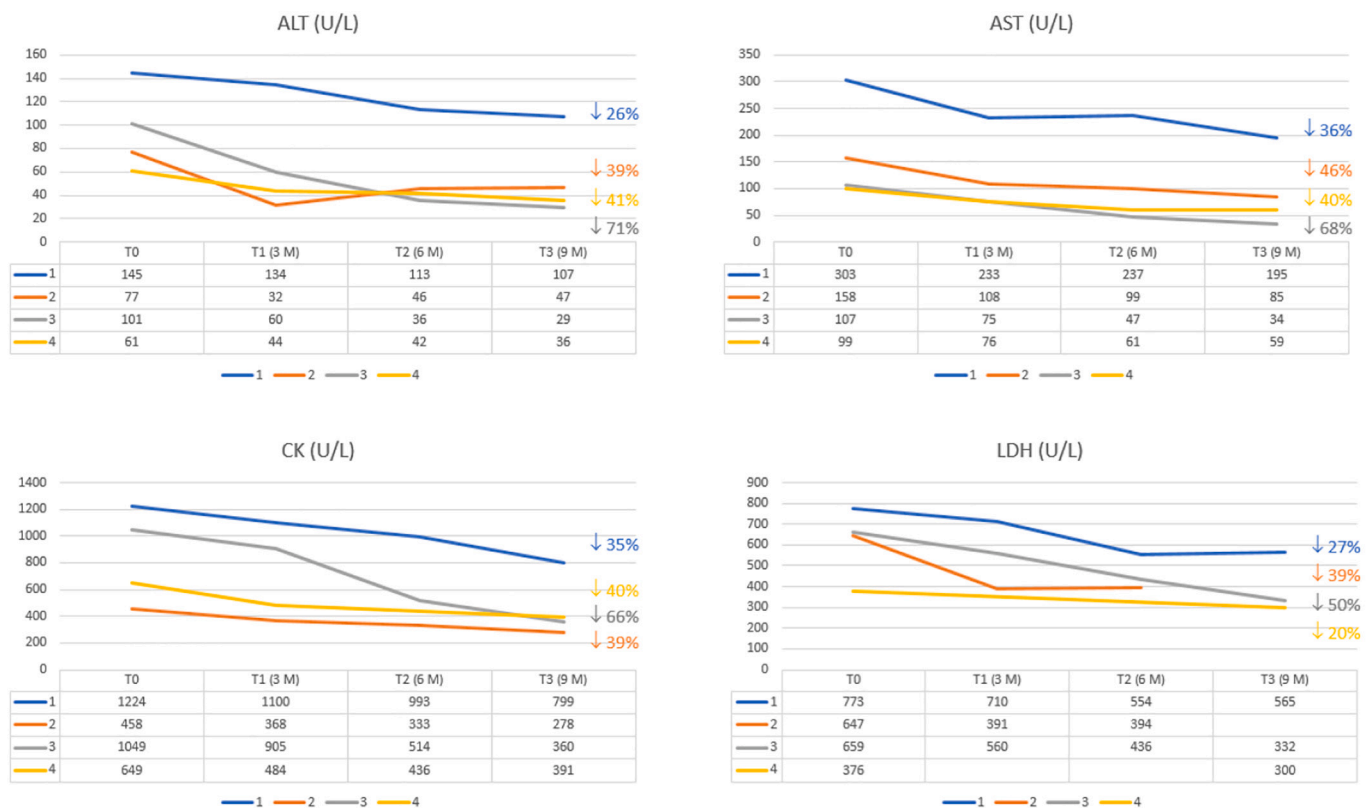 ALT (U/L)
160
140
120
100
80
60
40
20
0
↓ 26%
↓ 39%
↓ 41%
↓ 71%
T0 T1 (3 M) T2 (6 M) T3 (9 M)
1 145 134 113 107
2 77 32 46 47
3 101 60 36 29
4 61 44 42 36
1 2 3 4
AST (U/L)
350
300
250
200
150
100
50
0
↓ 36%
↓ 46%
↓ 40%
↓ 68%
T0 T1 (3 M) T2 (6 M) T3 (9 M)
1 303 233 237 195
2 158 108 99 85
3 107 75 47 34
4 99 76 61 59
1 2 3 4
CK (U/L)
1400
1200
1000
800
600
400
200
0
↓ 35%
↓ 40%
↓ 66%
↓ 39%
T0 T1 (3 M) T2 (6 M) T3 (9 M)
1 1224 1100 993 799
2 458 368 333 278
3 1049 905 514 360
4 649 484 436 391
1 2 3 4
LDH (U/L)
900
800
700
600
500
400
300
200
100
0
↓ 27%
↓ 39%
↓ 50%
↓ 20%
T0 T1 (3 M) T2 (6 M) T3 (9 M)
1 773 710 554 565
2 647 391 394
3 659 560 436 332
4 376 300
1 2 3 4